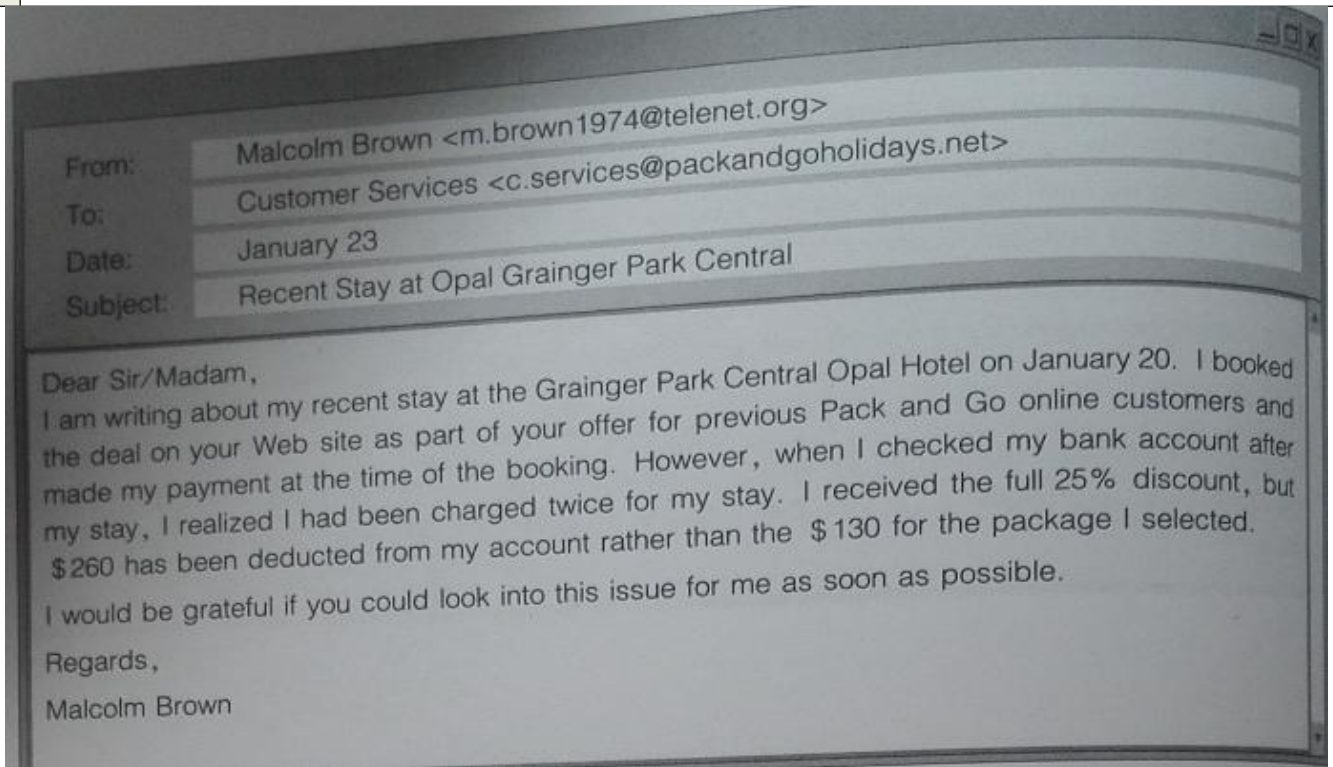 From: Malcolm Brown <m.brown1974@telenet.org>
To: Customer Services <c.services@packandgoholidays.net>
Date: January 23
Subject: Recent Stay at Opal Grainger Park Central
Dear Sir/Madam,
I am writing about my recent stay at the Grainger Park Central Opal Hotel on January 20. I booked
the deal on your Web site as part of your offer for previous Pack and Go online customers and
made my payment at the time of the booking. However, when I checked my bank account after
my stay, I realized I had been charged twice for my stay. I received the full 25% discount, but
$260 has been deducted from my account rather than the $130 for the package I selected.
I would be grateful if you could look into this issue for me as soon as possible.
Regards,
Malcolm Brown